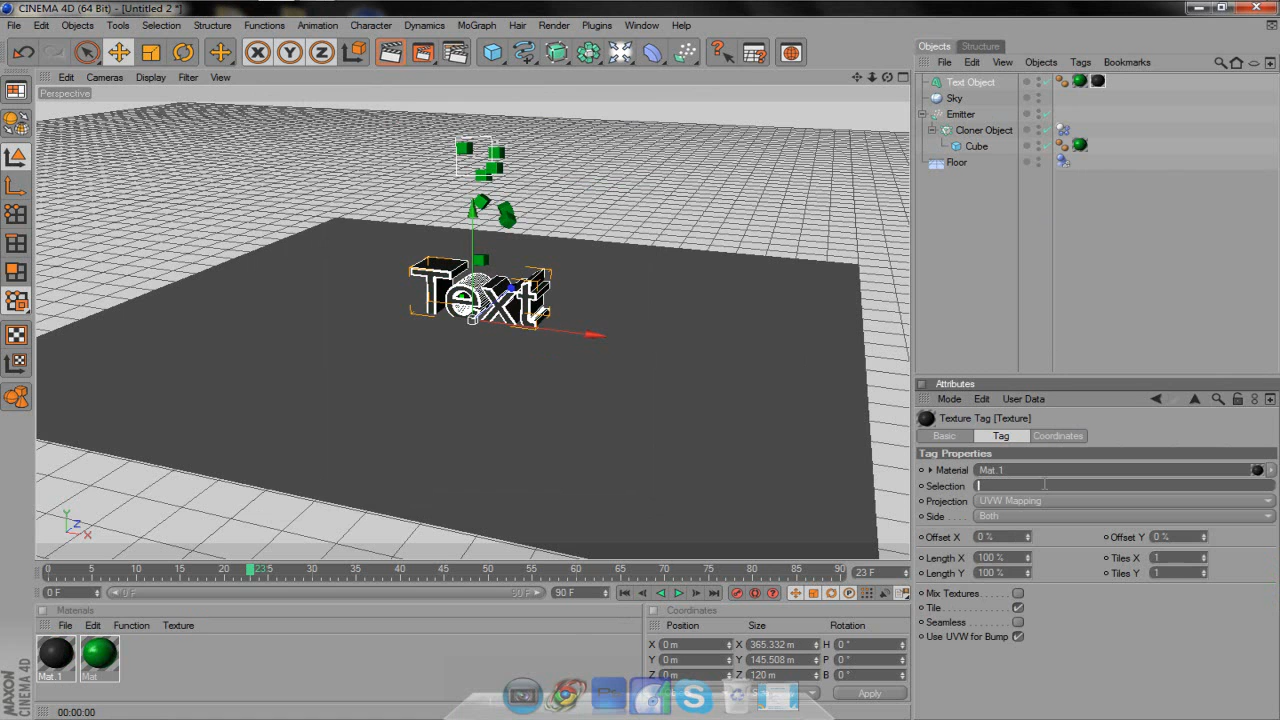 CINEMA 4D (64 Bit) - [Untitled 2 *]
File Edit Objects Tools Selection Structure Functions Animation Character Dynamics MoGraph Hair Render Plugins Window Help
Edit Cameras Display Filter View
Perspective
Text
Y
Z
X
0 5 10 15 20 235 30 35 40 45 50 55 60 65 70 75 80 85 90 23 F
0 F 0 F 90 F 90 F
Materials
File Edit Function Texture
Mat.1 Mat
Coordinates
Position Size Rotation
X 0 m X 365.332 m H 0 °
Y 0 m Y 145.508 m P 0 °
Z 0 m Z 120 m B 0 °
Apply
MAXON
CINEMA 4D
00:00:00
Objects Structure
File Edit View Objects Tags Bookmarks
Text Object
Sky
Emitter
Cloner Object
Cube
Floor
Attributes
Mode Edit User Data
Texture Tag [Texture]
Basic Tag Coordinates
Tag Properties
Material Mat.1
Selection
Projection UVW Mapping
Side Both
Offset X 0 % Offset Y 0 %
Length X 100 % Tiles X 1
Length Y 100 % Tiles Y 1
Mix Textures
Tile
Seamless
Use UVW for Bump